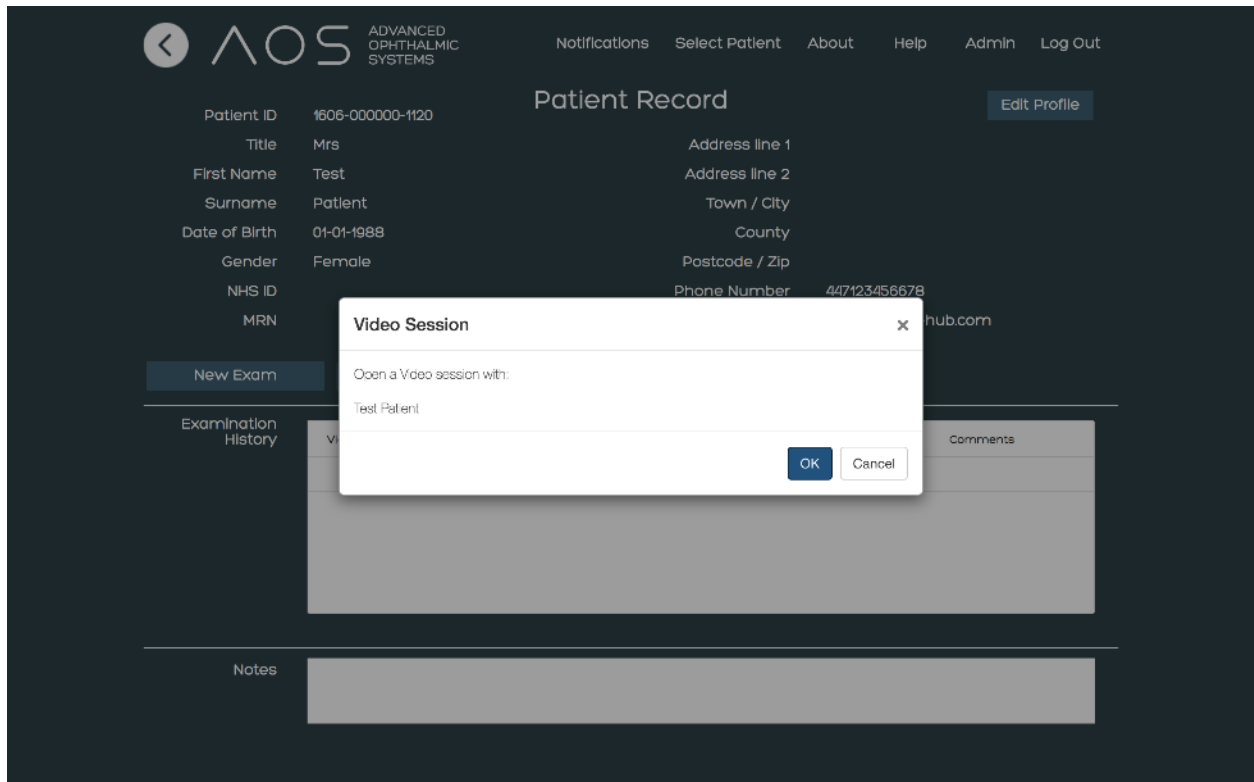 AOS ADVANCED
OPHTHALMIC
SYSTEMS
Notifications Select Patient About Help Admin Log Out
Patient Record
Edit Profile
Patient ID 1606-000000-1120
Title Mrs
First Name Test
Surname Patient
Date of Birth 01-01-1988
Gender Female
NHS ID
MRN
Address line 1
Address line 2
Town / City
County
Postcode / Zip
Phone Number 447123456678
hub.com
Video Session ×
Open a Video session with:
Test Patient
OK Cancel
New Exam
Examination
History
Comments
Notes